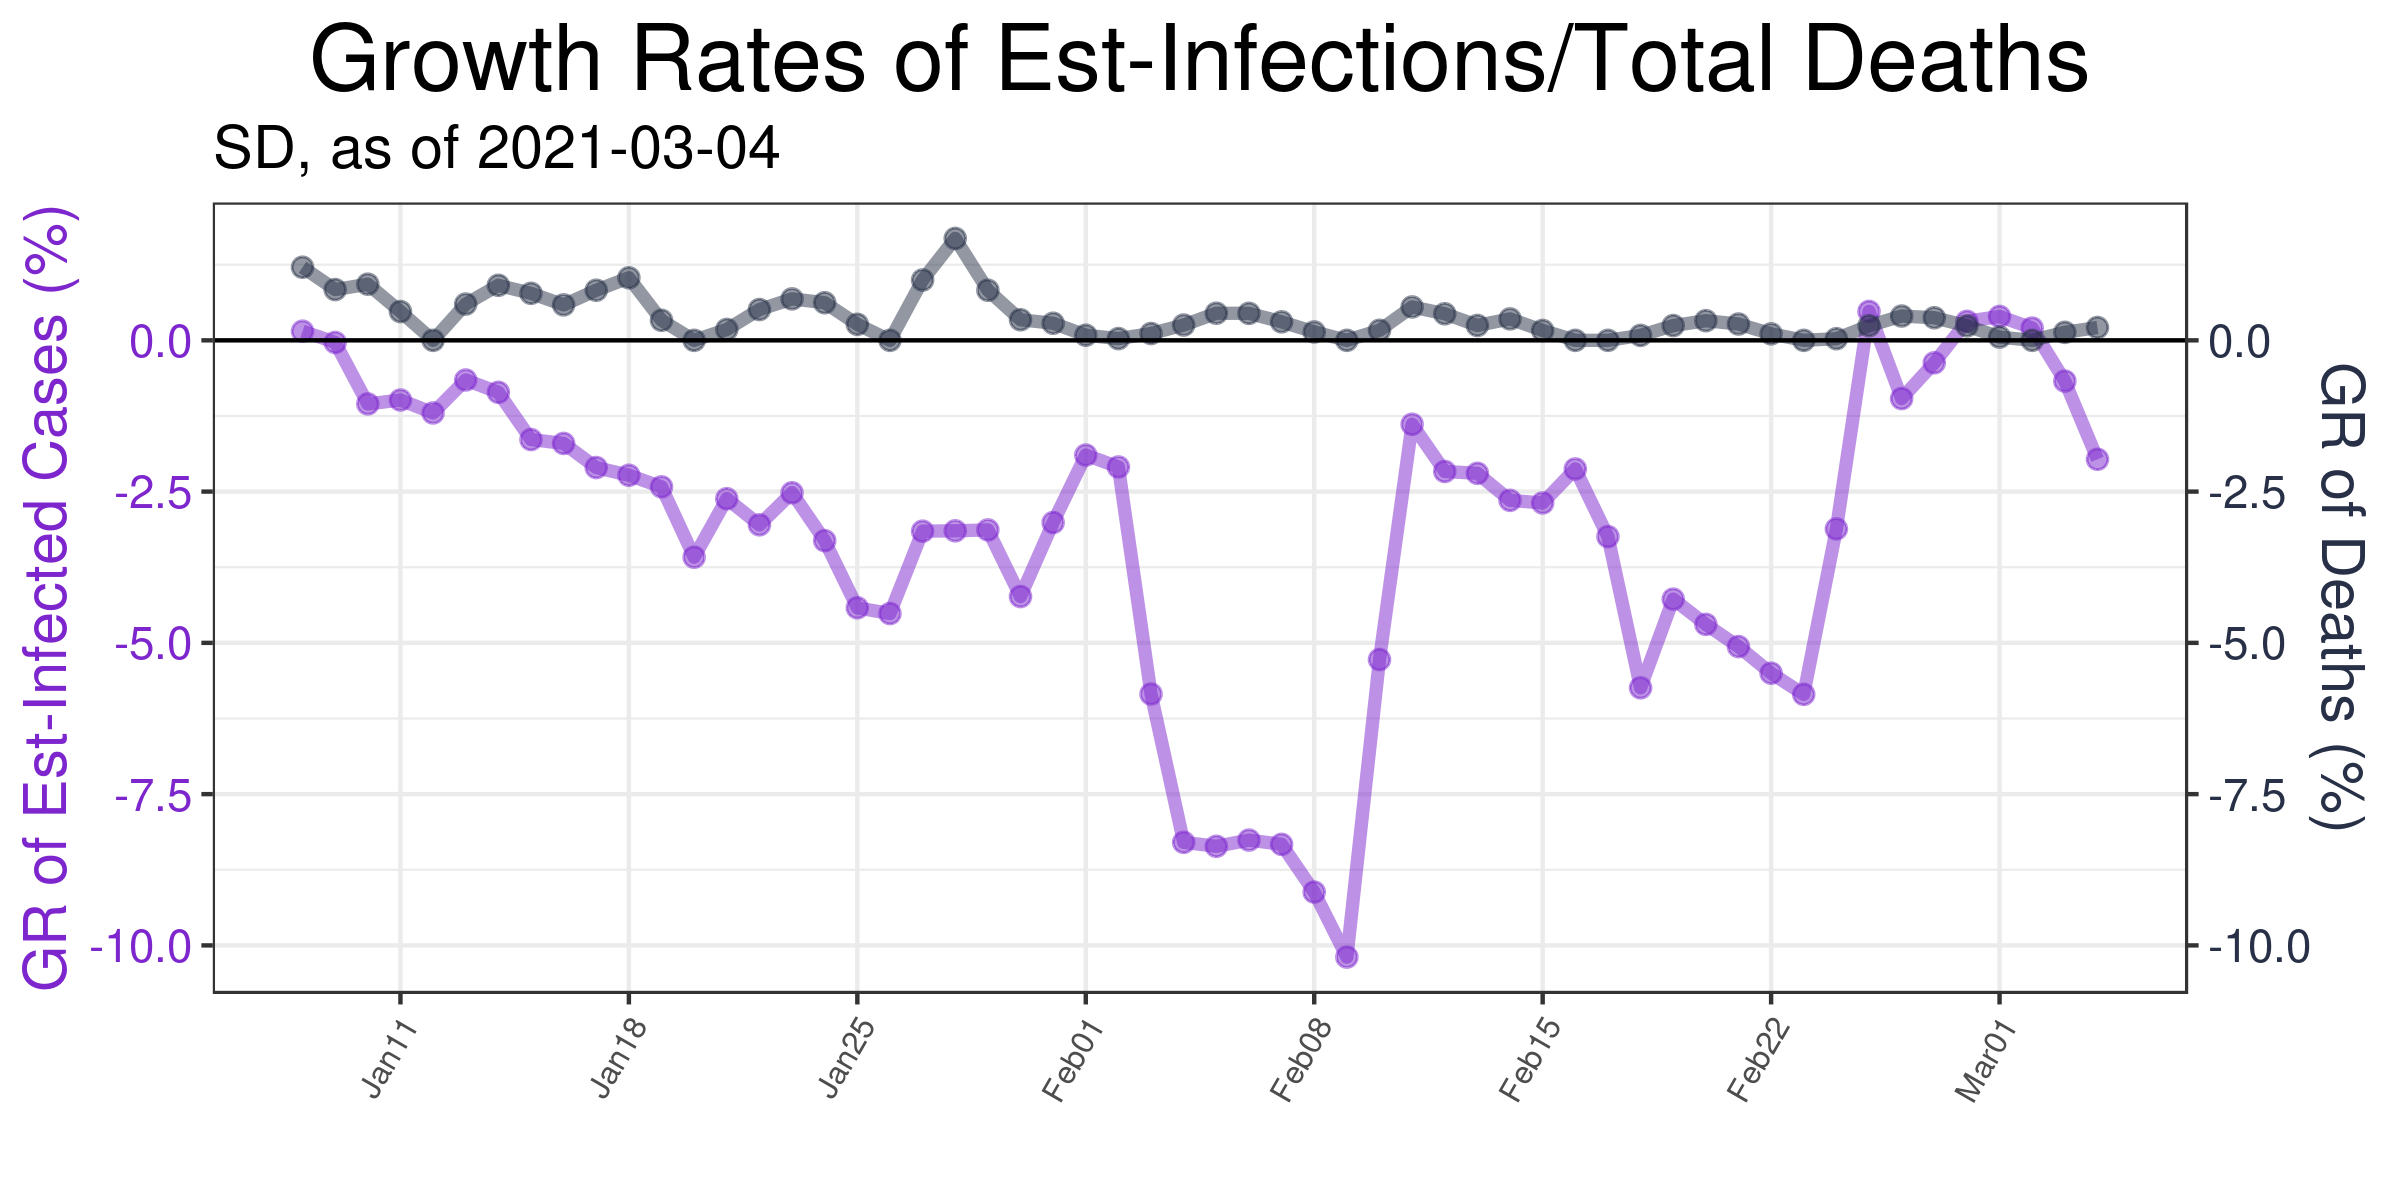 Growth Rates of Est-Infections/Total Deaths
SD, as of 2021-03-04
GR of Est-Infected Cases (%)
0.0
-2.5
-5.0
-7.5
-10.0
0.0
-2.5
-5.0
-7.5
-10.0
GR of Deaths (%)
Jan11
Jan18
Jan25
Feb01
Feb08
Feb15
Feb22
Mar01